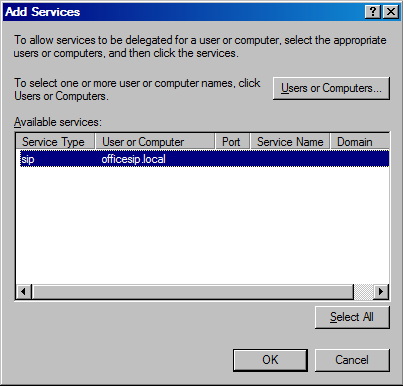 Add Services
To allow services to be delegated for a user or computer, select the appropriate
users or computers, and then click the services.
To select one or more user or computer names, click
Users or Computers.
Users or Computers...
Available services:
Service Type User or Computer Port Service Name Domain
sip officesip.local
Select All
OK Cancel